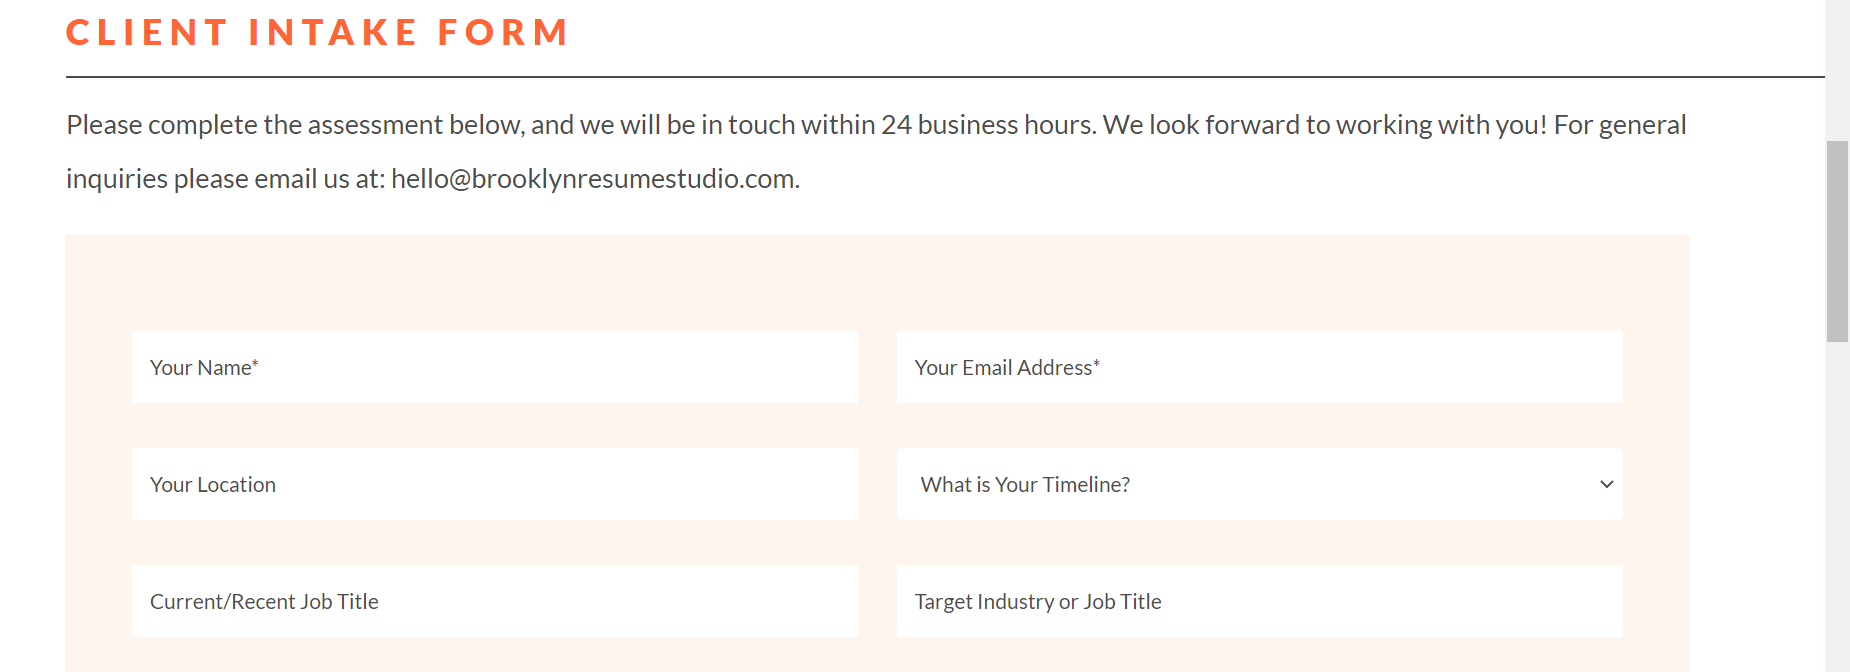 CLIENT INTAKE FORM
Please complete the assessment below, and we will be in touch within 24 business hours. We look forward to working with you! For general
inquiries please email us at: hello@brooklynresumestudio.com.
Your Name*
Your Email Address*
Your Location
What is Your Timeline?
Current/Recent Job Title
Target Industry or Job Title